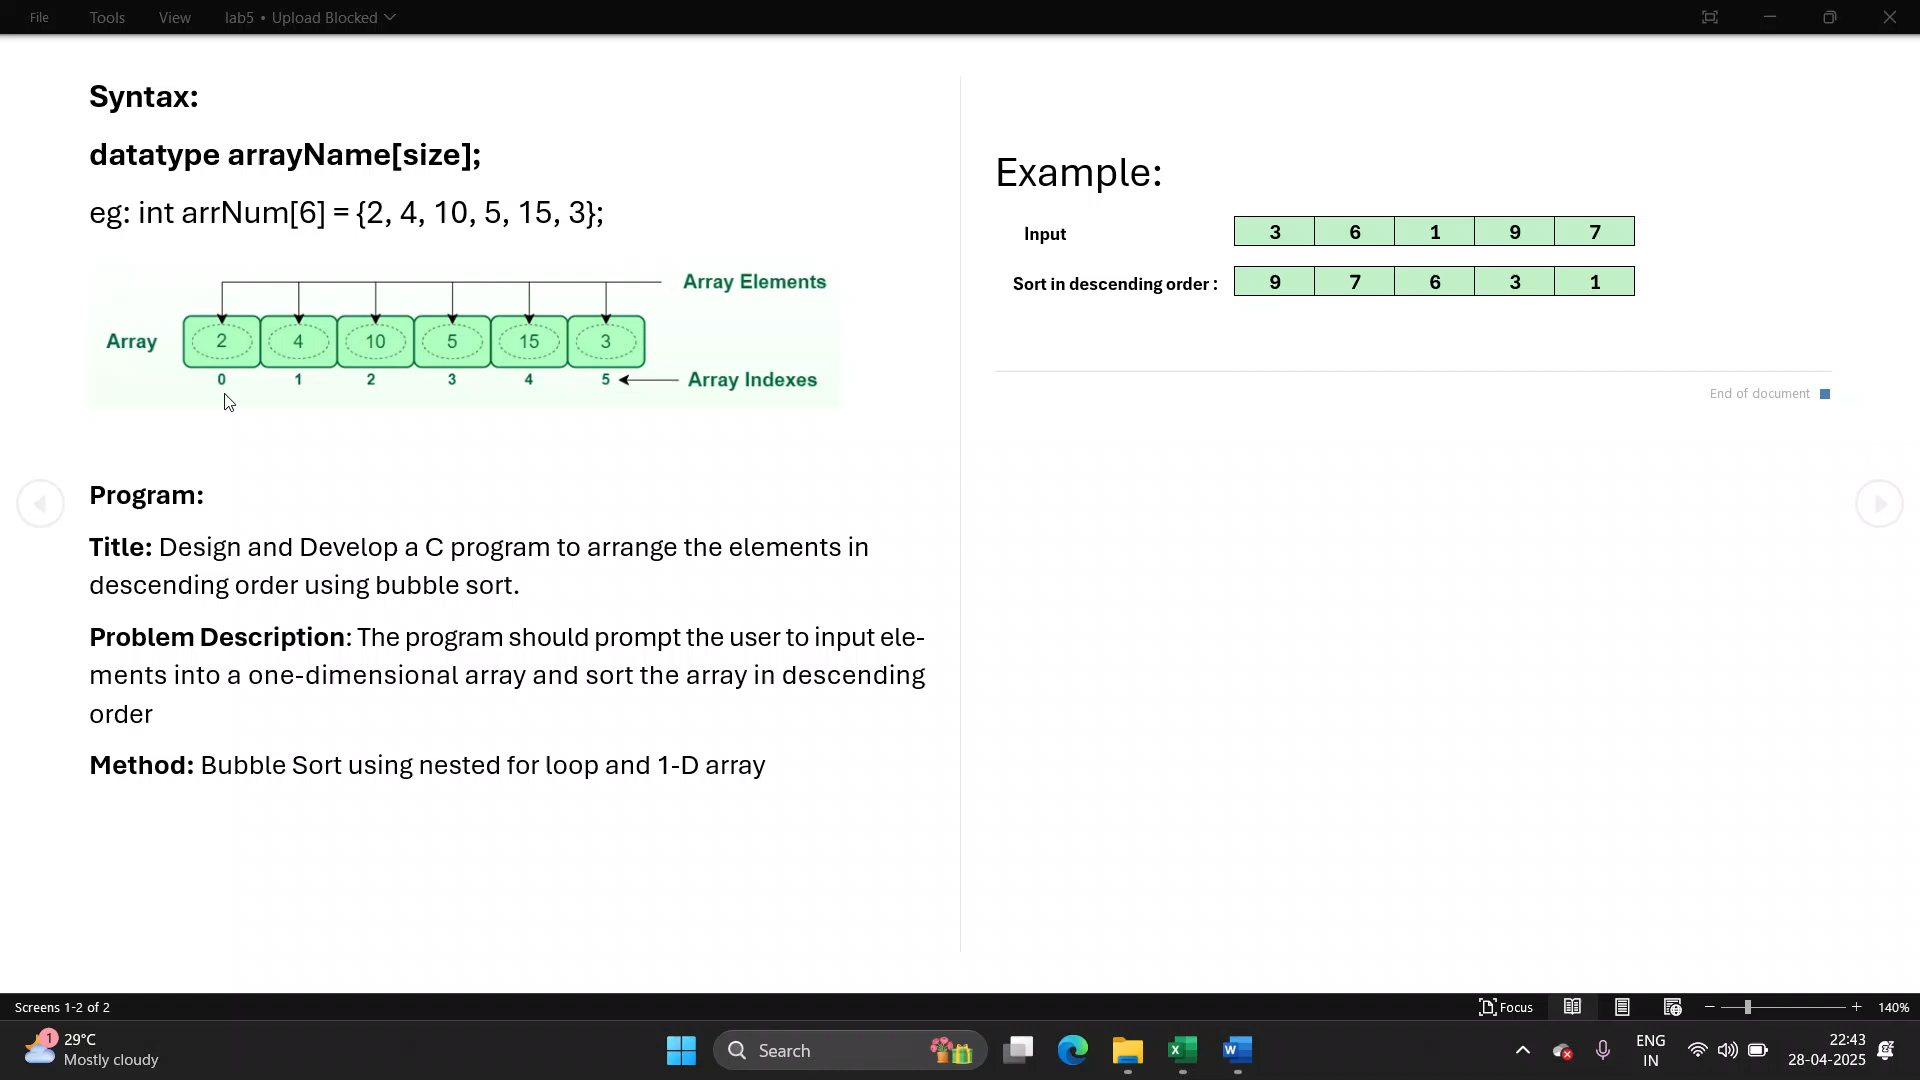 File Tools View lab5 • Upload Blocked
Syntax:
datatype arrayName[size];
eg: int arrNum[6] = {2, 4, 10, 5, 15, 3};
Array Elements
Array 2 4 10 5 15 3
0 1 2 3 4 5 Array Indexes
Program:
Title: Design and Develop a C program to arrange the elements in
descending order using bubble sort.
Problem Description: The program should prompt the user to input ele-
ments into a one-dimensional array and sort the array in descending
order
Method: Bubble Sort using nested for loop and 1-D array
Example:
Input 3 6 1 9 7
Sort in descending order : 9 7 6 3 1
End of document
Screens 1-2 of 2 Focus 140%
1 29°C
Mostly cloudy
Search
ENG
IN
22:43
28-04-2025